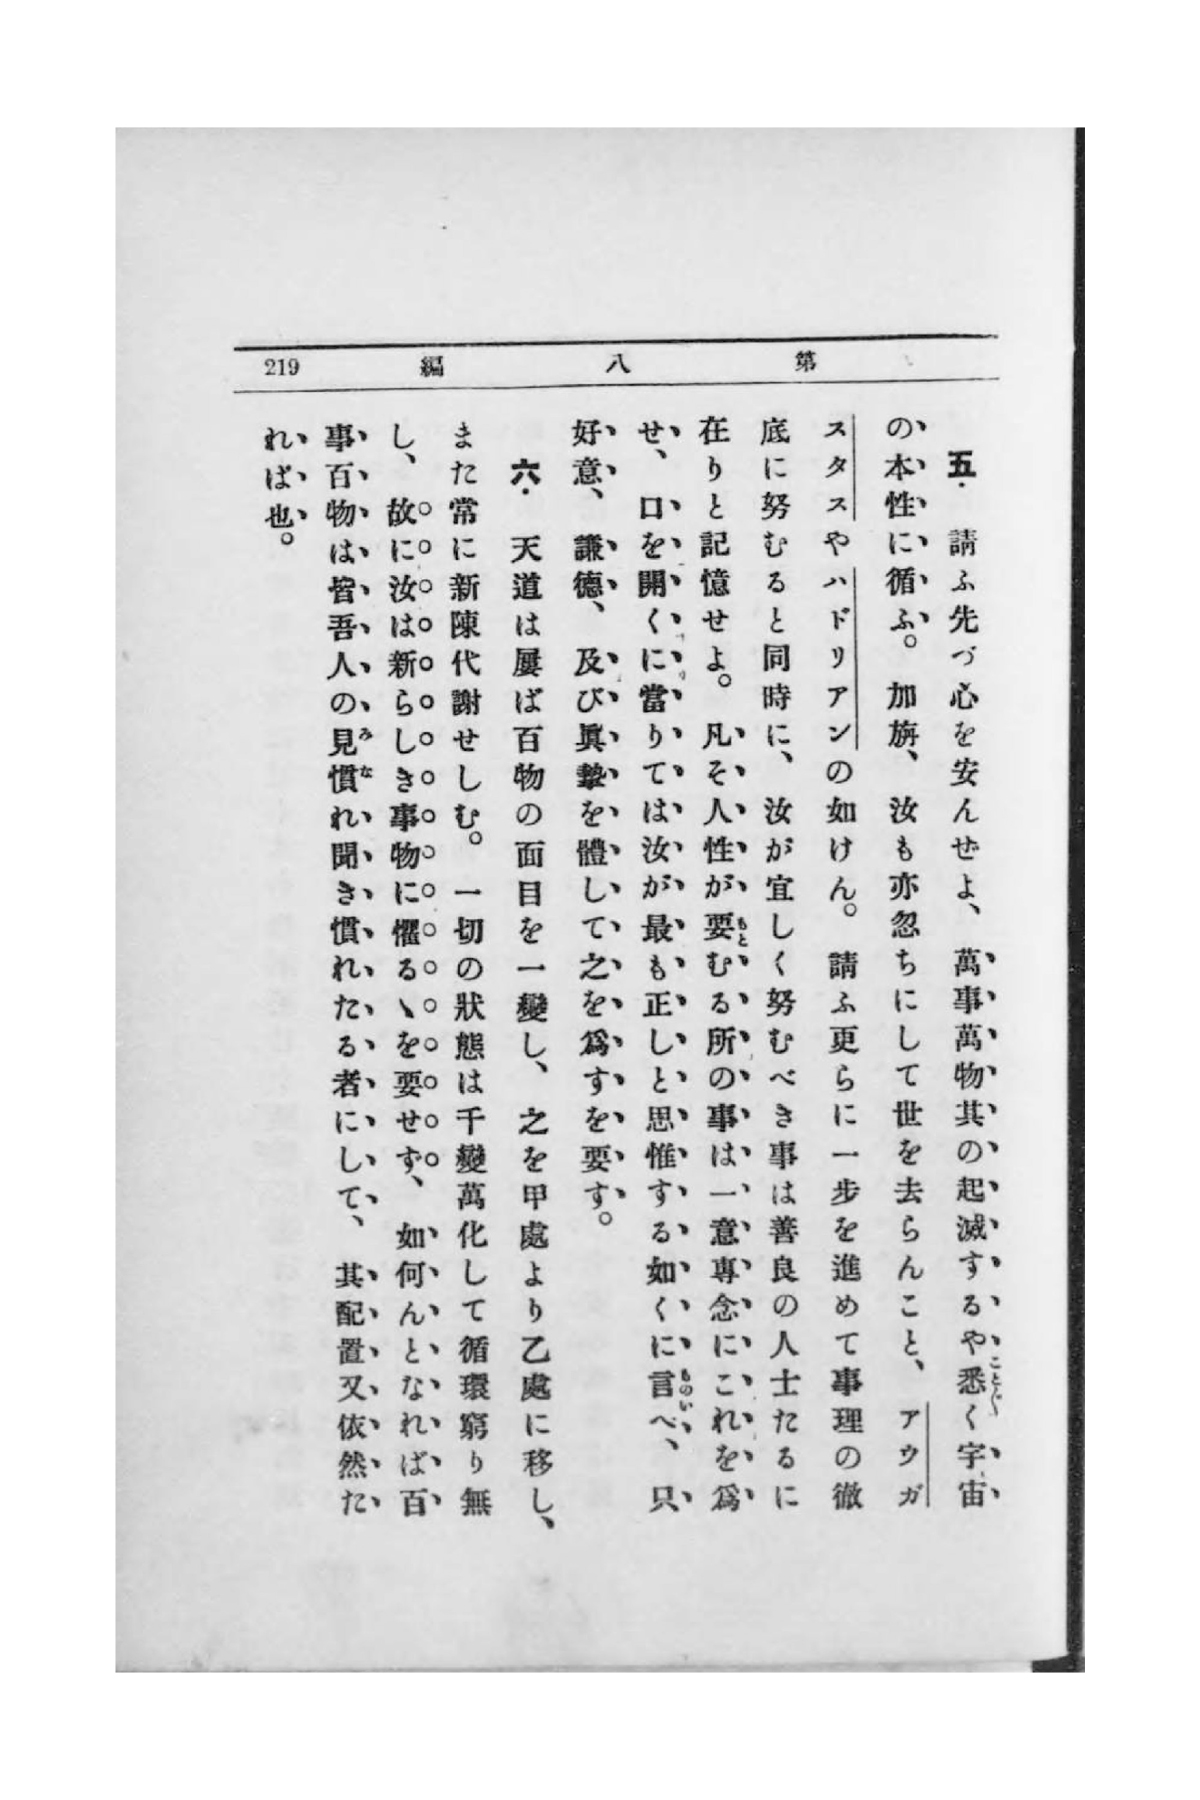 第八編
219
五. 請ふ先づ心を安んぜよ、萬事萬物其の起滅するや悉く宇宙
の本性に循ふ。加旃、汝も亦忽ちにして世を去らんこと、アウガ
スタスやハドリアンの如けん。請ふ更らに一步を進めて事理の徹
底に努むると同時に、汝が宜しく努むべき事は善良の人士たるに
在りと記憶せよ。凡そ人性が要むる所の事は一意專念にこれを爲
せ、口を開くに當りては汝が最も正しと思惟する如くに言べ、只
好意、謙德、及び眞摯を體して之を爲すを要す。
六. 天道は屢ば百物の面目を一變し、之を甲處より乙處に移し、
また常に新陳代謝せしむ。一切の狀態は千變萬化して循環窮り無
し、故に汝は新らしき事物に懼るヽを要せず、如何んとなれば百
事百物は皆吾人の見慣れ聞き慣れたる者にして、其配置又依然た
れば也。